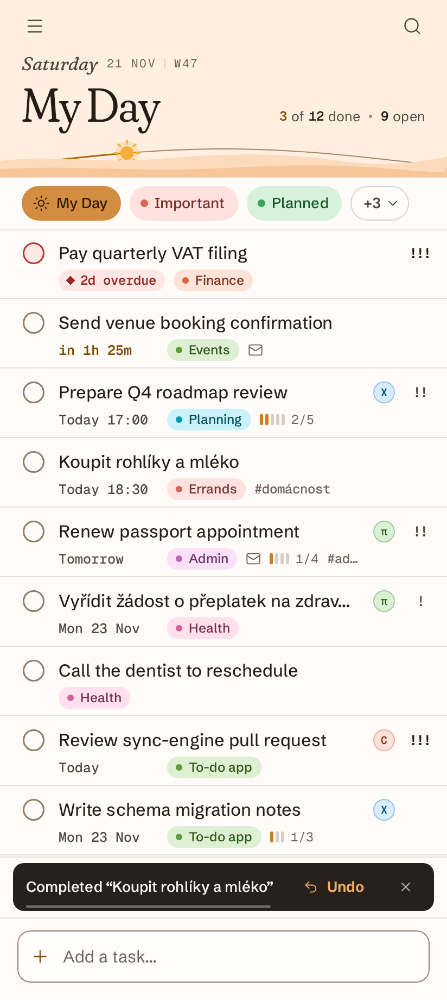 Saturday 21 NOV | W47
My Day
3 of 12 done • 9 open
My Day
Important
Planned
+3
Pay quarterly VAT filing !!!
2d overdue Finance
Send venue booking confirmation
in 1h 25m Events
Prepare Q4 roadmap review X !!
Today 17:00 Planning 2/5
Koupit rohlíky a mléko
Today 18:30 Errands #domácnost
Renew passport appointment π !!
Tomorrow Admin 1/4 #ad…
Vyřídit žádost o přeplatek na zdrav… π !
Mon 23 Nov Health
Call the dentist to reschedule
Health
Review sync-engine pull request C !!!
Today To-do app
Write schema migration notes X
Mon 23 Nov To-do app 1/3
Completed “Koupit rohlíky a mléko” Undo
Add a task…